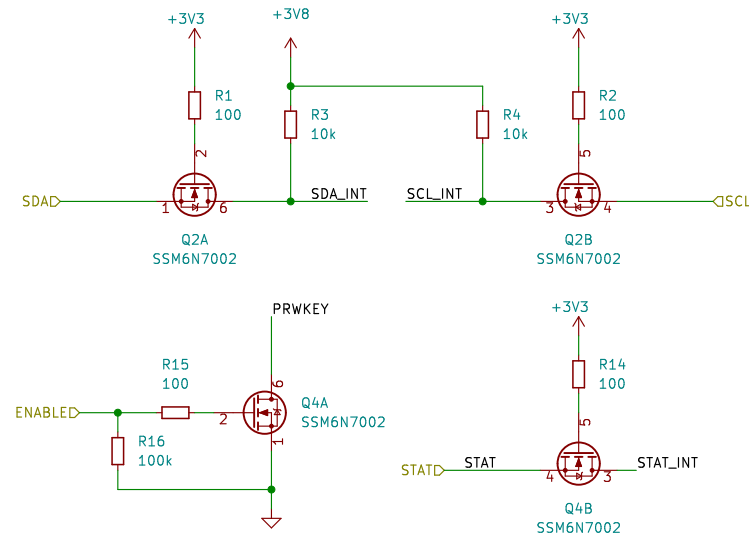 +3V3
+3V8
+3V3
R1
100
R3
10k
R4
10k
R2
100
2
5
SDA
1
6
SDA_INT
SCL_INT
3
4
SCL
Q2A
SSM6N7002
Q2B
SSM6N7002
PRWKEY
+3V3
R15
100
R14
100
6
Q4A
SSM6N7002
ENABLE
2
1
5
R16
100k
STAT
STAT
4
3
STAT_INT
Q4B
SSM6N7002